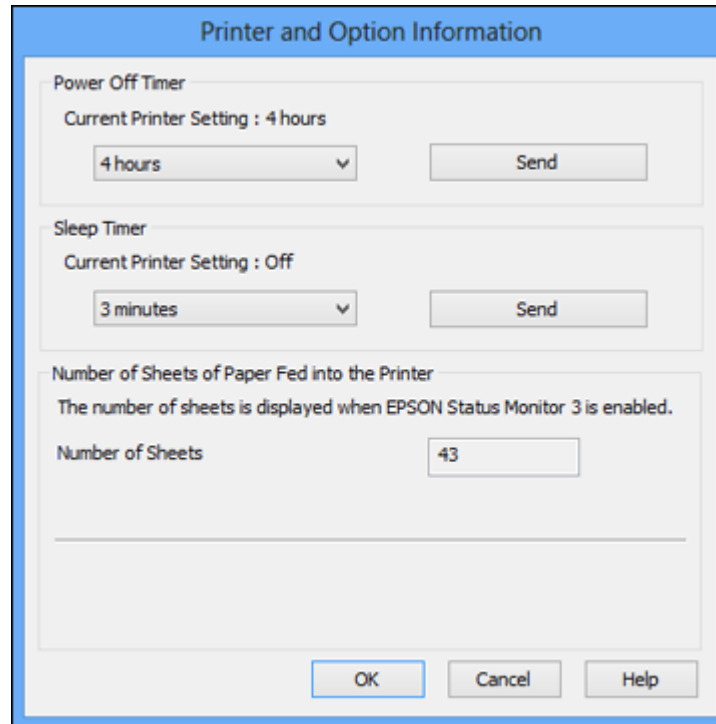 Printer and Option Information
Power Off Timer
Current Printer Setting : 4 hours
4 hours
Send
Sleep Timer
Current Printer Setting : Off
3 minutes
Send
Number of Sheets of Paper Fed into the Printer
The number of sheets is displayed when EPSON Status Monitor 3 is enabled.
Number of Sheets
43
OK
Cancel
Help